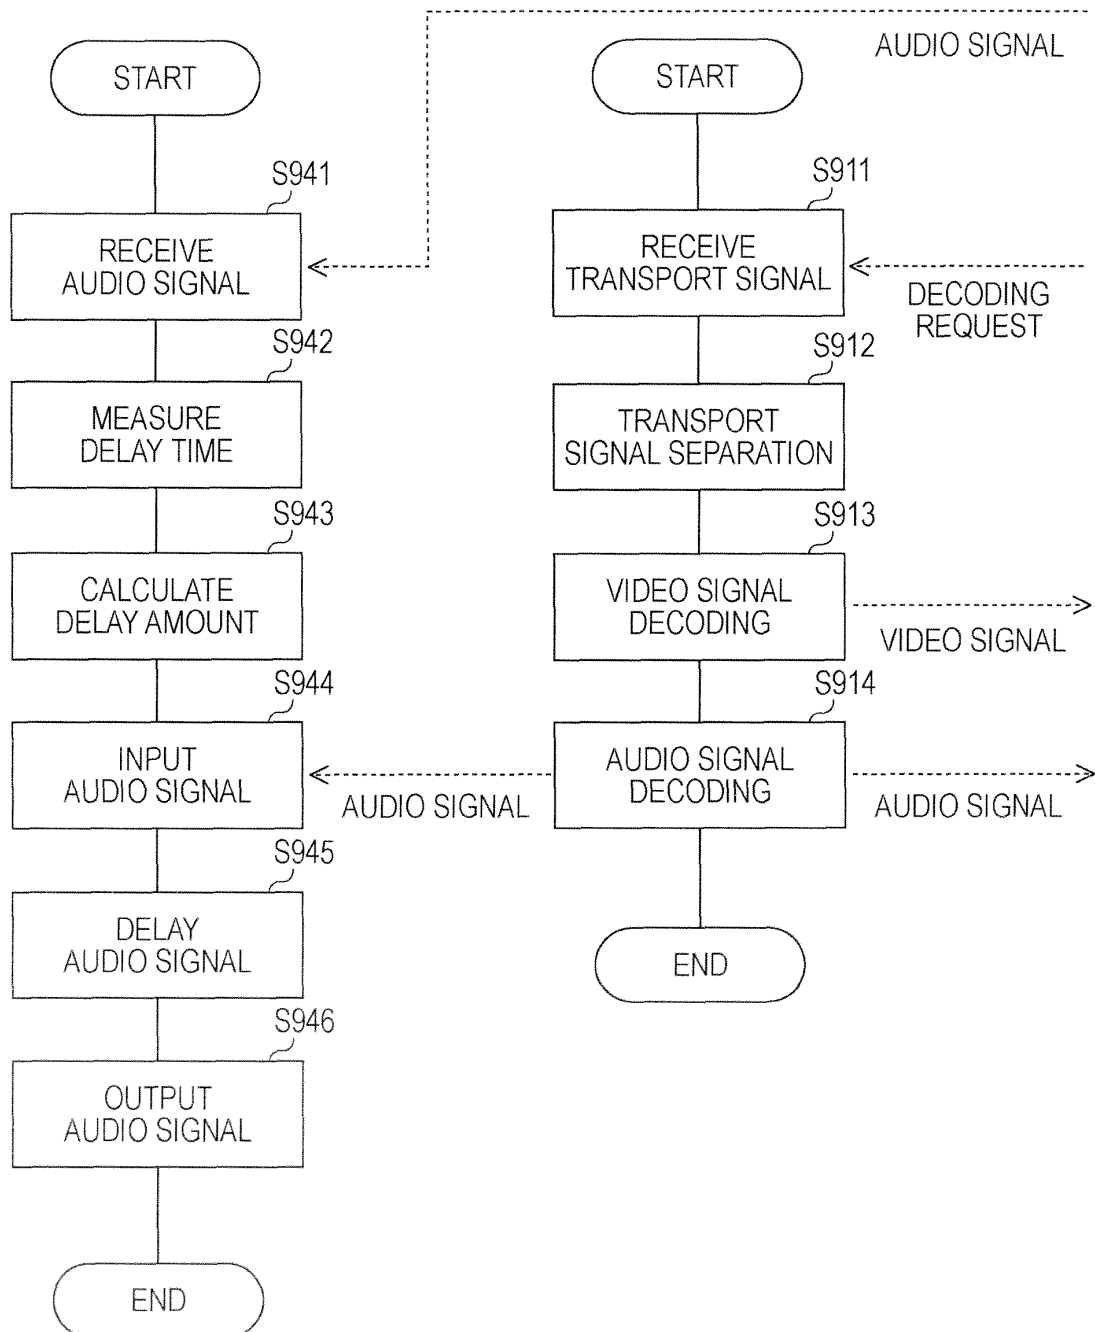 AUDIO SIGNAL
START
S941
RECEIVE
AUDIO SIGNAL
S942
MEASURE
DELAY TIME
S943
CALCULATE
DELAY AMOUNT
S944
INPUT
AUDIO SIGNAL
S945
DELAY
AUDIO SIGNAL
S946
OUTPUT
AUDIO SIGNAL
END
START
S911
RECEIVE
TRANSPORT SIGNAL
DECODING
REQUEST
S912
TRANSPORT
SIGNAL SEPARATION
S913
VIDEO SIGNAL
DECODING
VIDEO SIGNAL
S914
AUDIO SIGNAL
DECODING
AUDIO SIGNAL
AUDIO SIGNAL
END